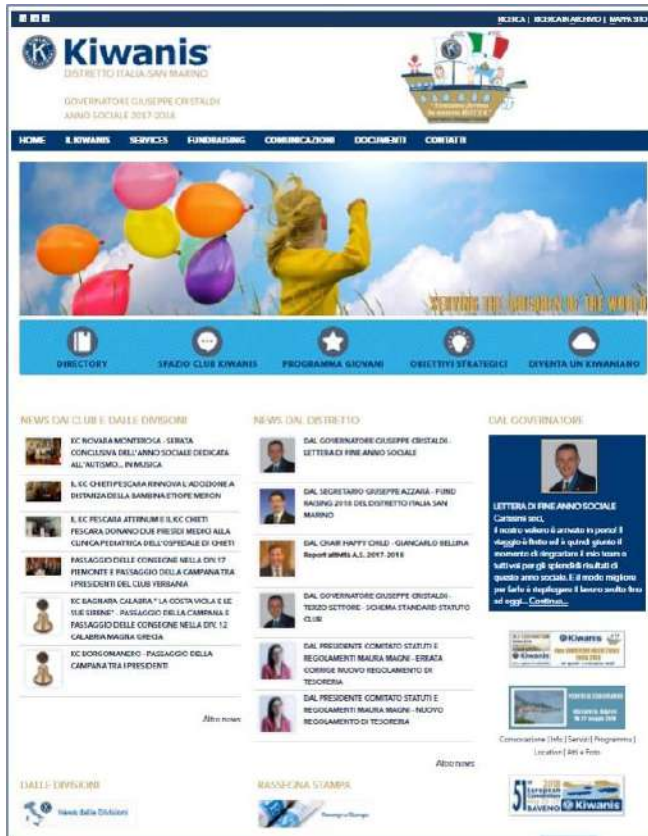 RICERCA | RICERCA IN ARCHIVIO | MAPPA SITO
Kiwanis
DISTRETTO ITALIA-SAN MARINO
GOVERNATORE GIUSEPPE CRISTALDI
ANNO SOCIALE 2017-2018
HOME IL KIWANIS SERVICES FUNDRAISING COMUNICAZIONI DOCUMENTI CONTATTI
SERVING THE CHILDREN OF THE WORLD
DIRECTORY SPAZIO CLUB KIWANIS PROGRAMMA GIOVANI OBIETTIVI STRATEGICI DIVENTA UN KIWANIANO
NEWS DAI CLUB E DALLE DIVISIONI
KC NOVARA MONTEROSA - SERATA
CONCLUSIVA DELL'ANNO SOCIALE DEDICATA
ALL'AUTISMO... IN MUSICA
IL KC CHIETI PESCARA RINNOVA L'ADOZIONE A
DISTANZA DELLA BAMBINA ETIOPE MERON
IL KC PESCARA ATERNUM E IL KC CHIETI
PESCARA DONANO DUE PRESIDI MEDICO ALLA
CLINICA PEDIATRICA DELL'OSPEDALE DI CHIETI
PASSAGGIO DELLE CONSEGNE NELLA DIV. 17
PIEMONTE E PASSAGGIO DELLA CAMPANA TRA
I PRESIDENTI DEL CLUB VERBANIA
KC BAGNARA CALABRA " LA COSTA VIOLA E LE
SUE SIRENE" - PASSAGGIO DELLA CAMPANA E
PASSAGGIO DELLE CONSEGNE NELLA DIV. 12
CALABRIA MAGNA GRECIA
KC BORGOMANERO - PASSAGGIO DELLA
CAMPANA TRA I PRESIDENTI
Altre news
NEWS DAL DISTRETTO
DAL GOVERNATORE GIUSEPPE CRISTALDI -
LETTERA DI FINE ANNO SOCIALE
DAL SEGRETARIO GIUSEPPE AZZARÀ - FUND
RAISING 2018 DEL DISTRETTO ITALIA SAN
MARINO
DAL CHAIR HAPPY CHILD - GIANCARLO BELLINA
Report attività A.S. 2017-2018
DAL GOVERNATORE GIUSEPPE CRISTALDI -
TERZO SETTORE - SCHEMA STANDARD STATUTO
CLUB
DAL PRESIDENTE COMITATO STATUTI E
REGOLAMENTI MAURA MAGNI - ERRATA
CORRIGE NUOVO REGOLAMENTO DI
TESORERIA
DAL PRESIDENTE COMITATO STATUTI E
REGOLAMENTI MAURA MAGNI - NUOVO
REGOLAMENTO DI TESORERIA
Altre news
DAL GOVERNATORE
LETTERA DI FINE ANNO SOCIALE
Carissimi soci,
il nostro veliero è arrivato in porto! Il
viaggio è finito ed è quindi giunto il
momento di ringraziare il mio team e
tutti voi per gli splendidi risultati di
questo anno sociale. E il modo migliore
per farlo è riepilogare il lavoro svolto fino
ad oggi... Continua...
Kiwanis
Convocazione | Info | Servizi | Programma |
Location | Atti e Foto
51st 2018
European
Convention
BAVENO Kiwanis
DALLE DIVISIONI
News dalle Divisioni
RASSEGNA STAMPA
Rassegna Stampa